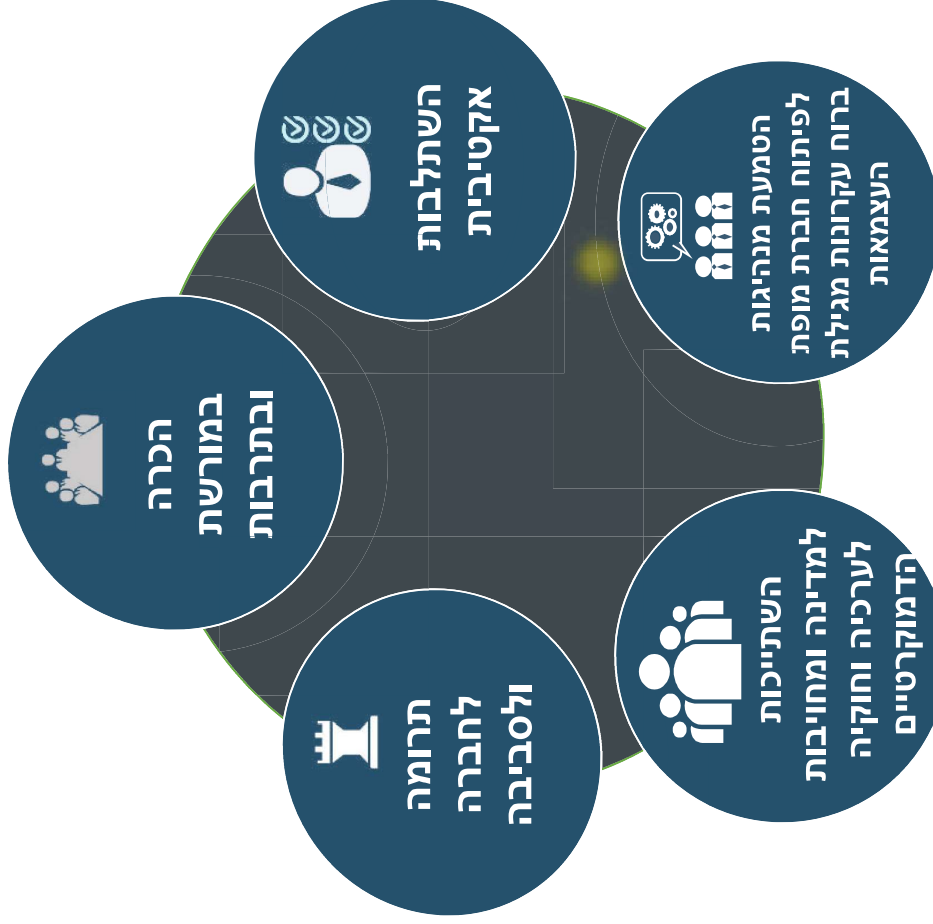 הכרה
במורשת
ובתרבות
השתלבות
אקטיבית
הטמעת מנהיגות
לפיתוח חברת מופת
ברוח עקרונות מגילת
העצמאות
השתייכות
למדינה ומחויבות
לערכיה וחוקיה
הדמוקרטיים
תרומה
לחברה
ולסביבה